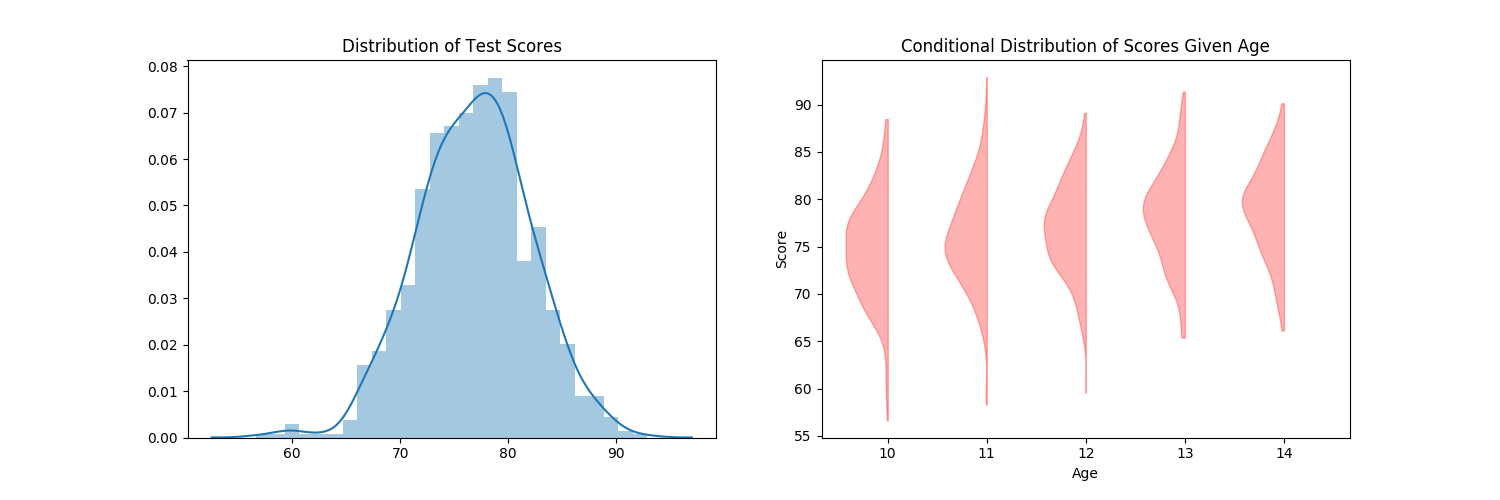 Distribution of Test Scores
0.08
0.07
0.06
0.05
0.04
0.03
0.02
0.01
0.00
60 70 80 90
Conditional Distribution of Scores Given Age
Score
90
85
80
75
70
65
60
55
10 11 12 13 14
Age